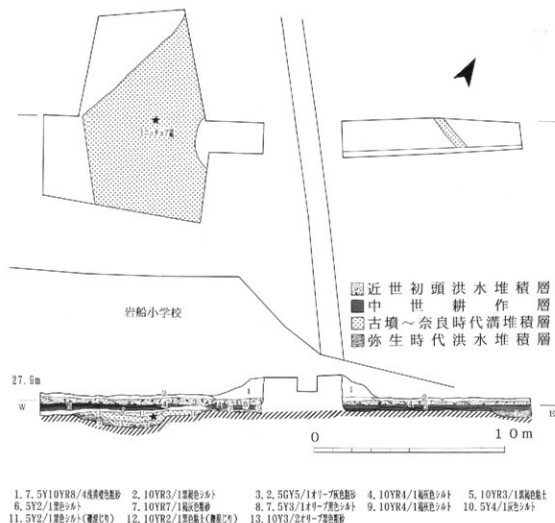 岩船小学校
近世初頭洪水堆積層
中世耕作層
古墳～奈良時代溝堆積層
弥生時代洪水堆積層
27.9m
W
E
0 10m
1. 7.5Y10YR8/4浅黄橙色粗砂 2. 10YR3/1黒褐色シルト 3. 2.5GY5/1オリーブ灰色粗砂 4. 10YR4/1褐灰色シルト 5. 10YR3/1黒褐粘土
6. 5Y2/1黒色シルト 7. 10YR7/1褐灰色粗砂 8. 7.5Y3/1オリーブ黒色シルト 9. 10YR4/1褐灰色シルト 10. 5Y4/1灰色シルト
11. 5Y2/1黒色シルト(礫混じり) 12. 10YR2/1黒色粘土(礫混じり) 13. 10Y3/2オリーブ黒色粗砂